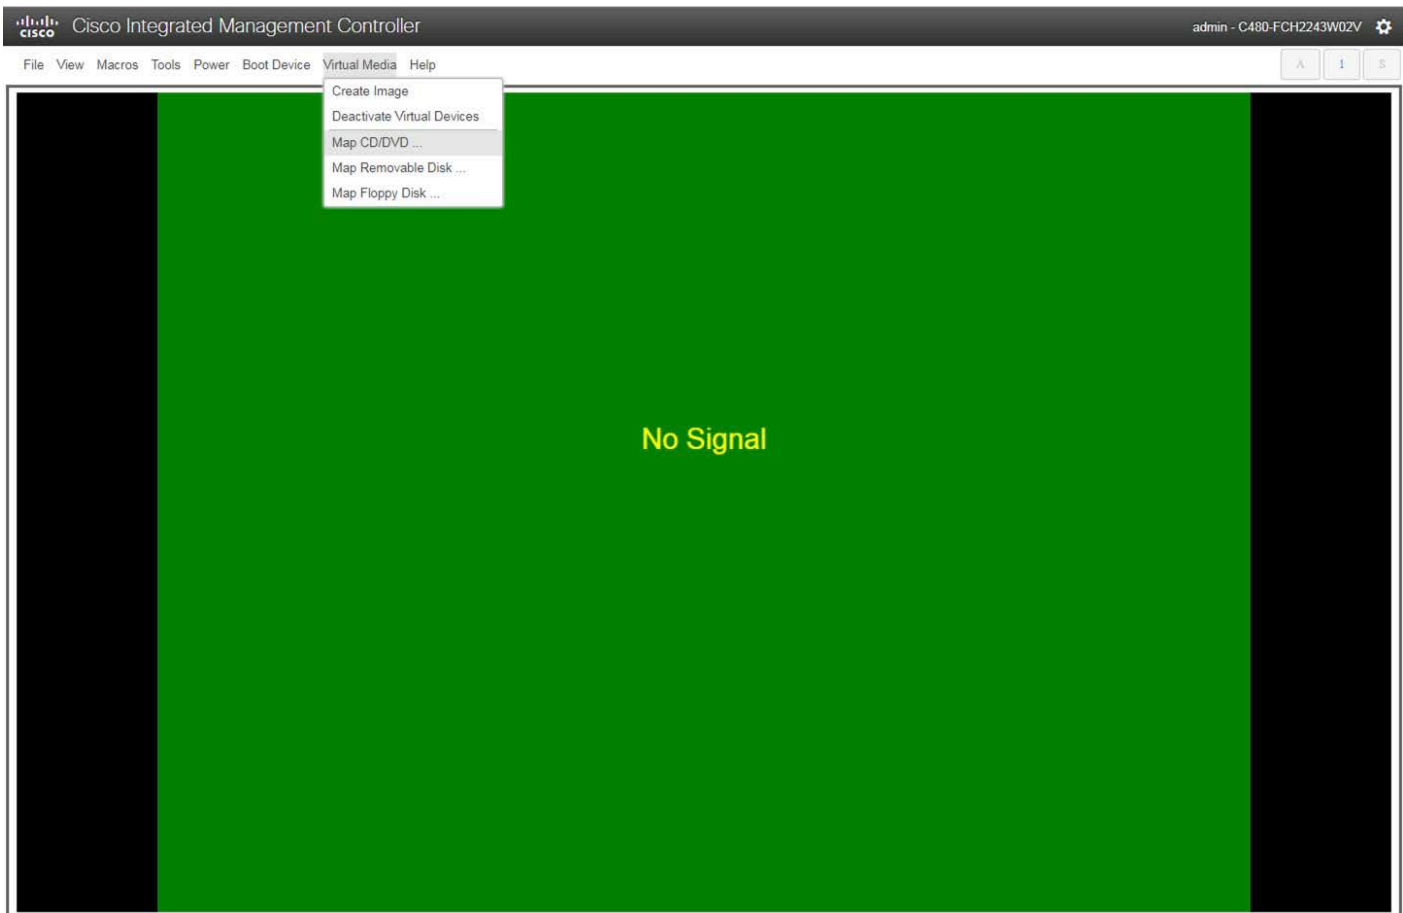 cisco Cisco Integrated Management Controller admin - C480-FCH2243W02V
File View Macros Tools Power Boot Device Virtual Media Help A 1 S
Create Image
Deactivate Virtual Devices
Map CD/DVD ...
Map Removable Disk ...
Map Floppy Disk ...
No Signal